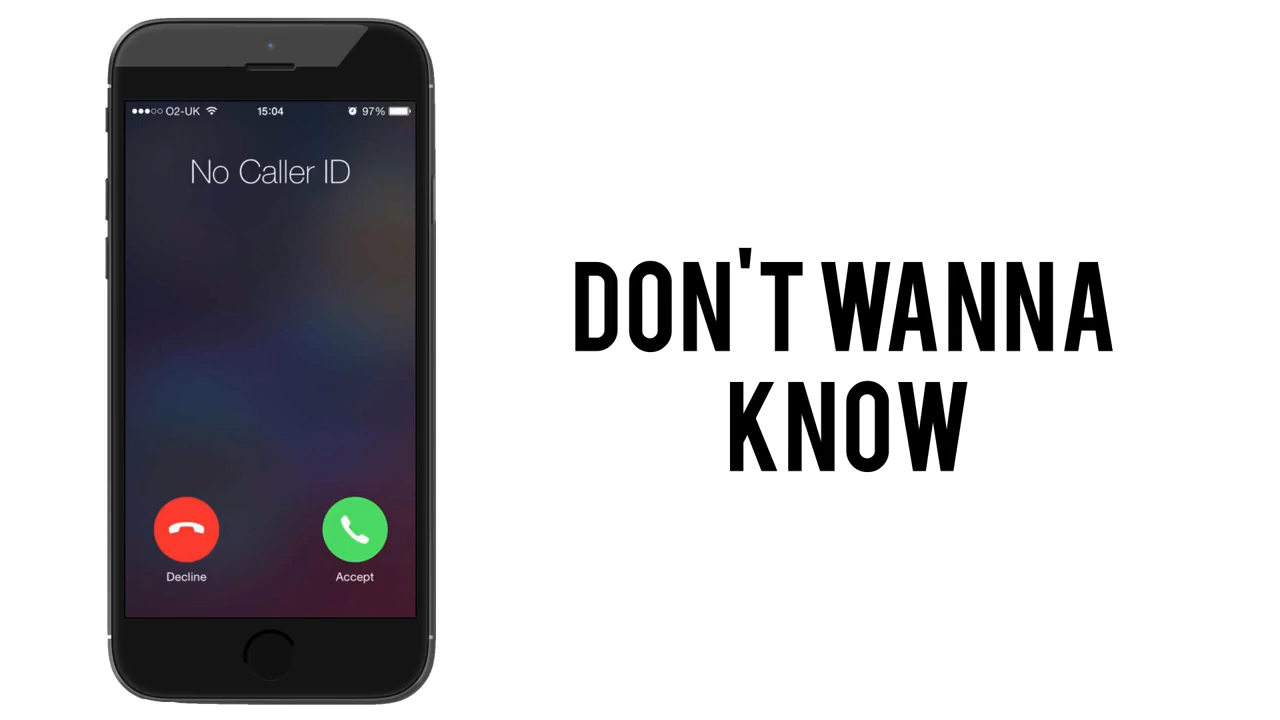 O2-UK 15:04 97%
No Caller ID
Decline Accept
DON'T WANNA
KNOW